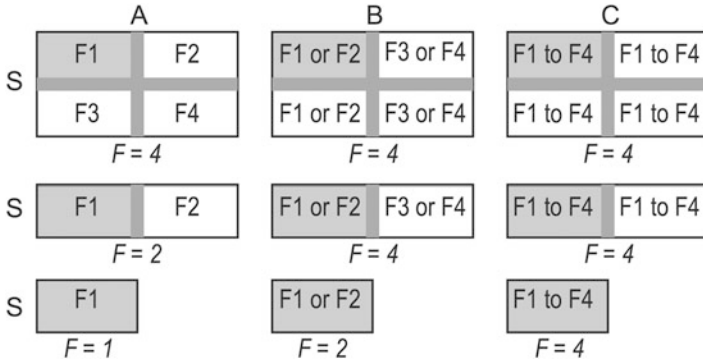 A B C
S F1 F2 F1 or F2 F3 or F4 F1 to F4 F1 to F4
F3 F4 F1 or F2 F3 or F4 F1 to F4 F1 to F4
F = 4 F = 4 F = 4
S F1 F2 F1 or F2 F3 or F4 F1 to F4 F1 to F4
F = 2 F = 4 F = 4
S F1 F1 or F2 F1 to F4
F = 1 F = 2 F = 4